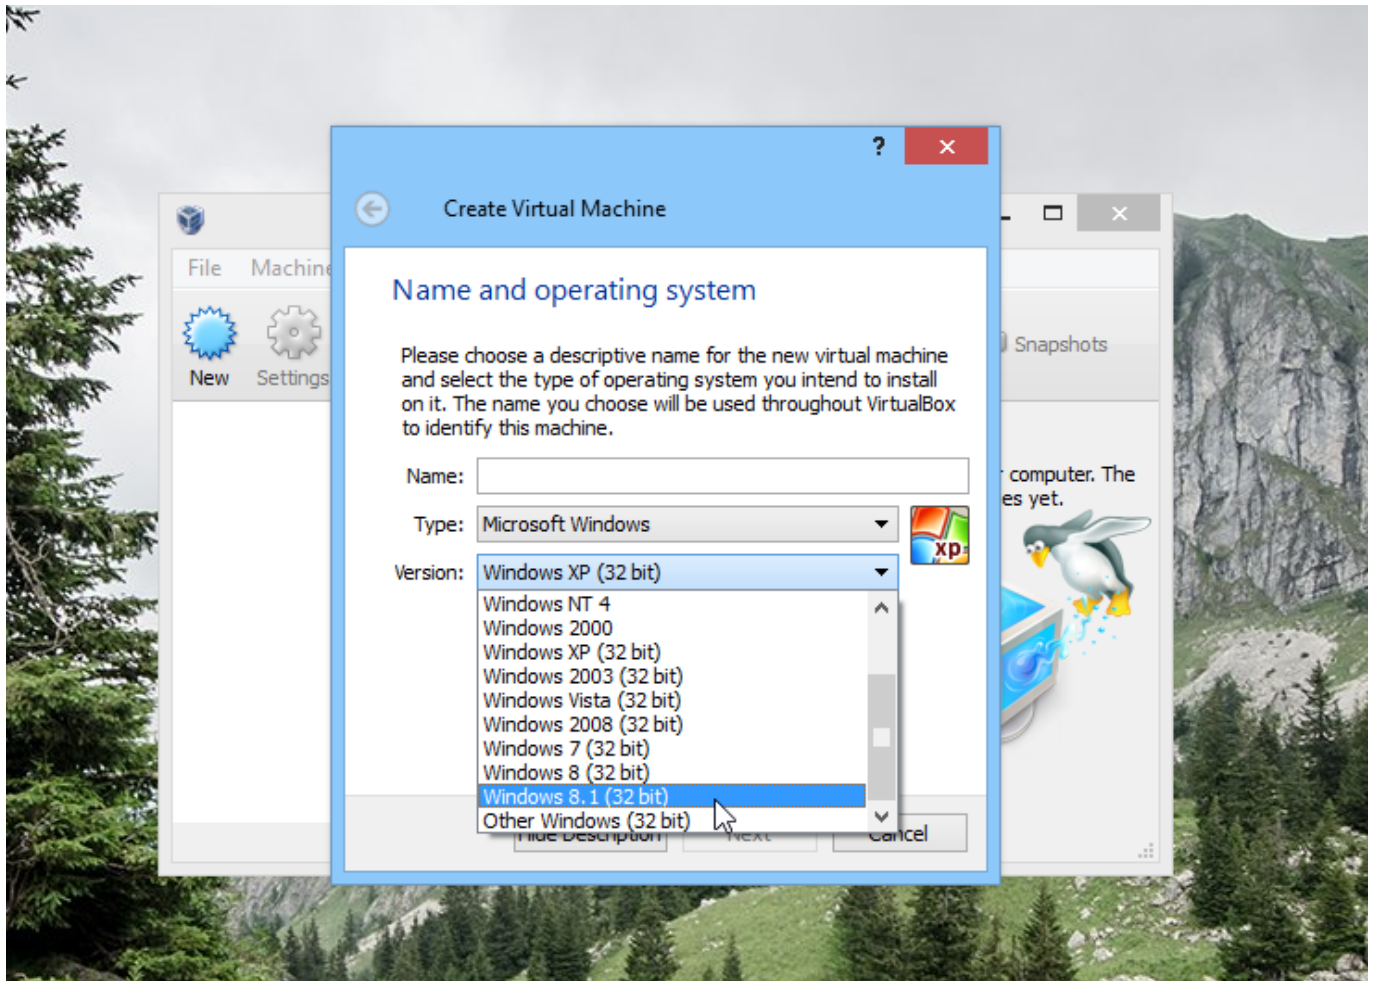 ?
Create Virtual Machine
File Machine
New
Settings
Snapshots
Name and operating system
Please choose a descriptive name for the new virtual machine
and select the type of operating system you intend to install
on it. The name you choose will be used throughout VirtualBox
to identify this machine.
computer. The
es yet.
Name:
Type: Microsoft Windows
xp
Version: Windows XP (32 bit)
Windows NT 4
Windows 2000
Windows XP (32 bit)
Windows 2003 (32 bit)
Windows Vista (32 bit)
Windows 2008 (32 bit)
Windows 7 (32 bit)
Windows 8 (32 bit)
Windows 8.1 (32 bit)
Other Windows (32 bit)
Hide Description Next Cancel